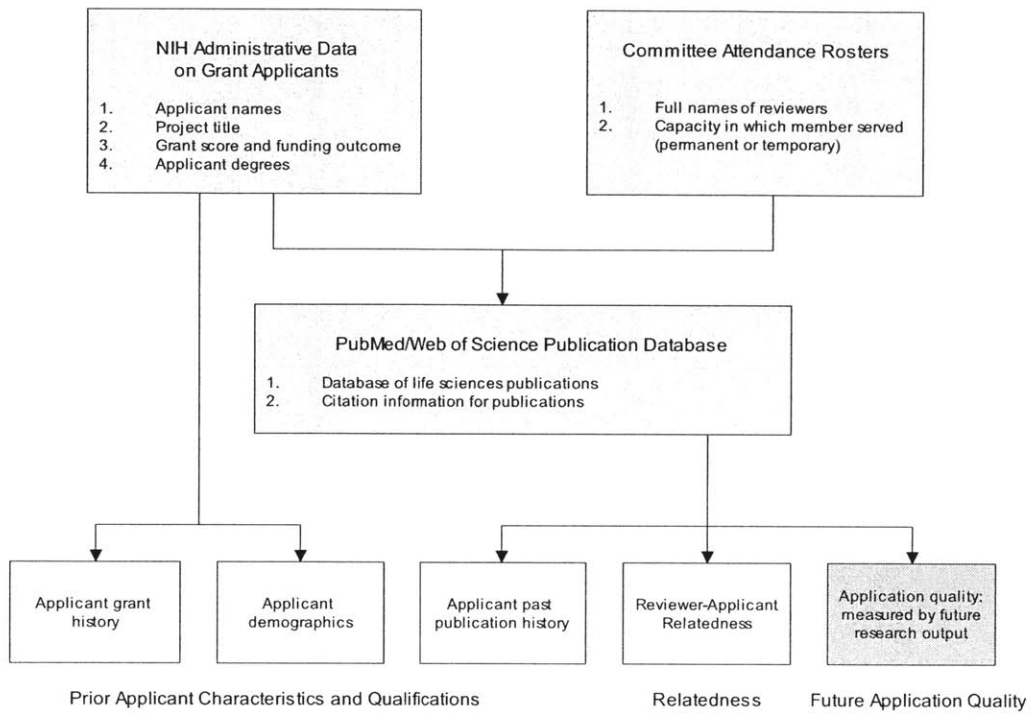 NIH Administrative Data
on Grant Applicants
1. Applicant names
2. Project title
3. Grant score and funding outcome
4. Applicant degrees
Committee Attendance Rosters
1. Full names of reviewers
2. Capacity in which member served
(permanent or temporary)
PubMed/Web of Science Publication Database
1. Database of life sciences publications
2. Citation information for publications
Applicant grant
history
Applicant
demographics
Applicant past
publication history
Reviewer-Applicant
Relatedness
Application quality:
measured by future
research output
Prior Applicant Characteristics and Qualifications
Relatedness
Future Application Quality